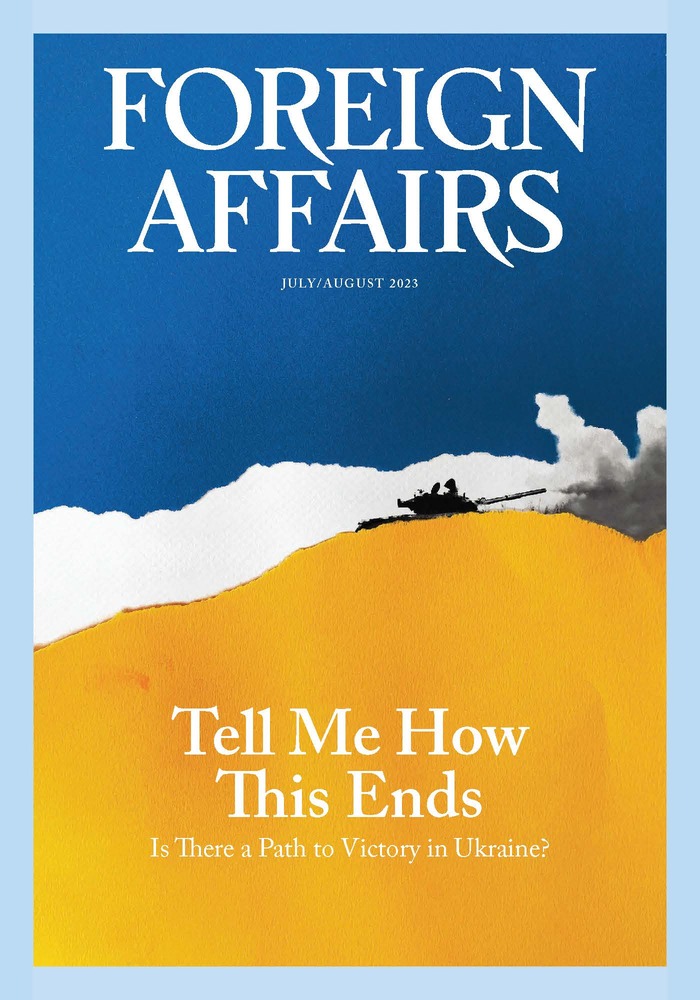 FOREIGN
AFFAIRS
JULY/AUGUST 2023
Tell Me How
This Ends
Is There a Path to Victory in Ukraine?